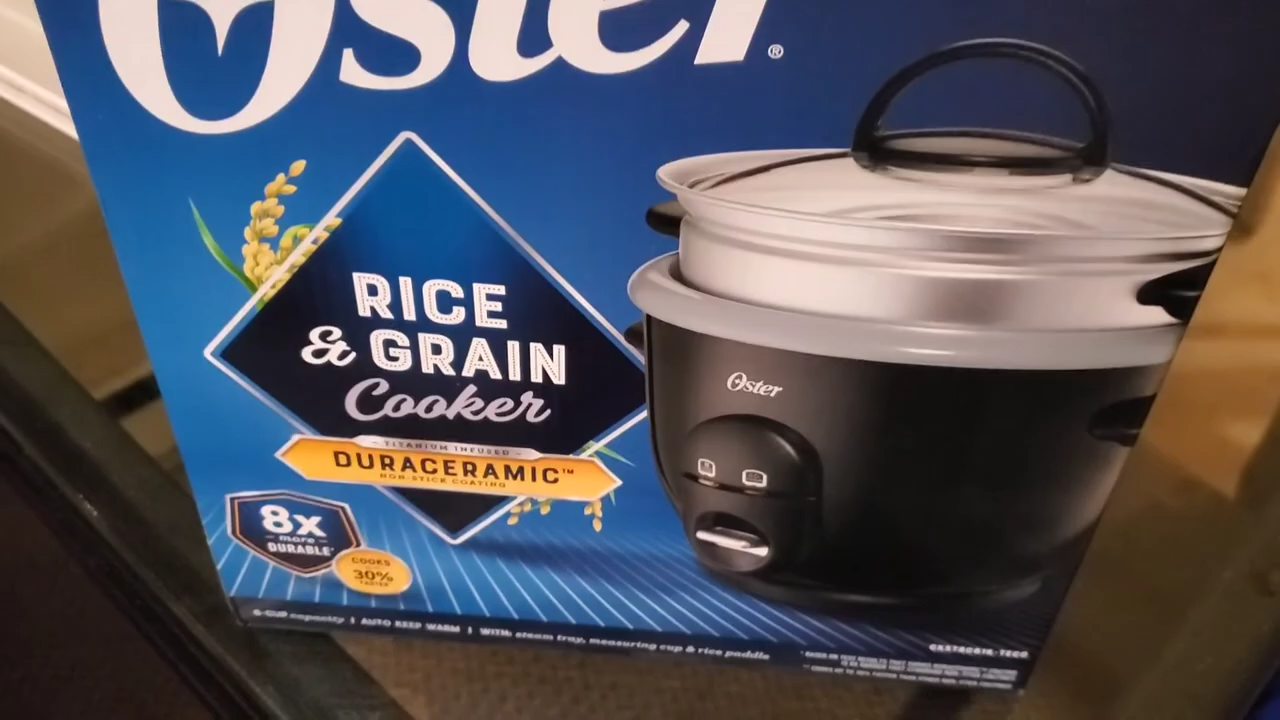 Oster®
RICE
& GRAIN
Cooker
TITANIUM INFUSED
DURACERAMIC™
NON-STICK COATING
8x
more
DURABLE*
COOKS
30%
FASTER
Oster
6-CUP capacity | AUTO KEEP WARM | WITH: steam tray, measuring cup & rice paddle